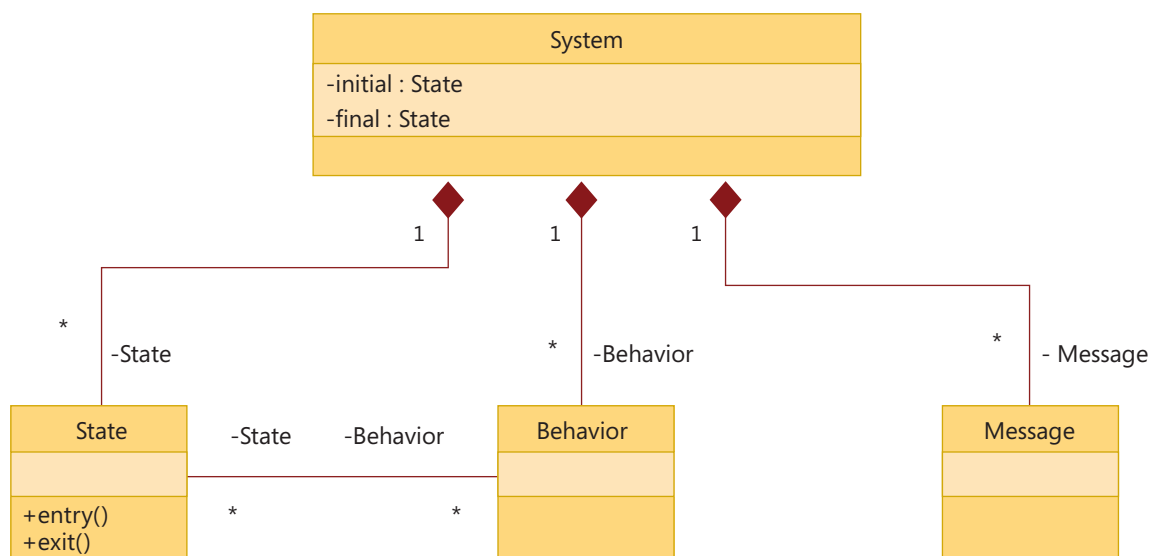 System
-initial : State
-final : State
1
1
1
*
-State
*
-Behavior
*
- Message
State
-State
-Behavior
Behavior
Message
*
*
+entry()
+exit()